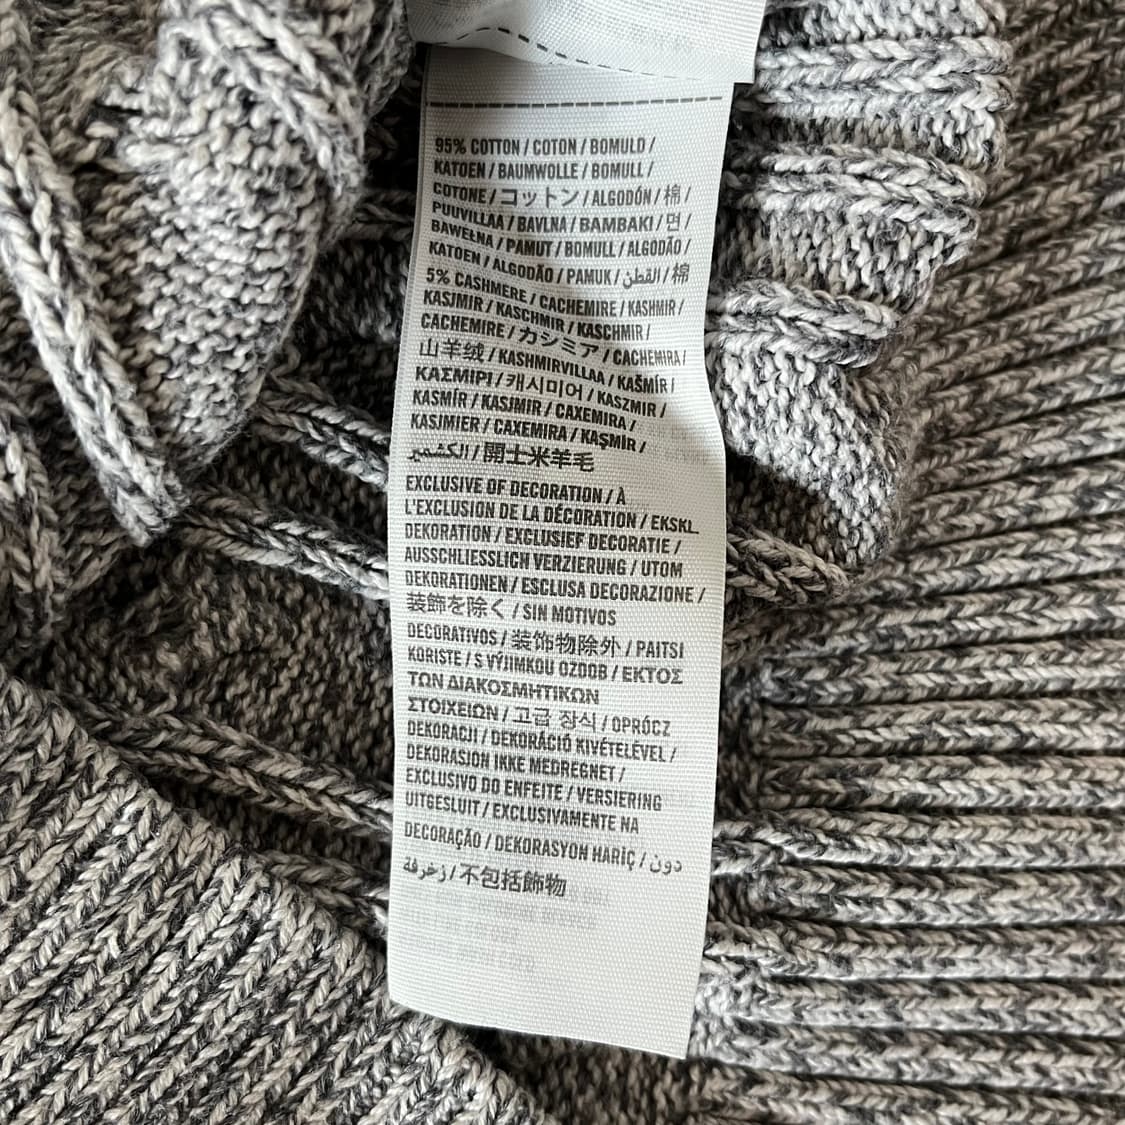 95% COTTON / COTON / BOMULD /
KATOEN / BAUMWOLLE / BOMULL /
COTONE / コットン / ALGODÓN / 棉 /
PUUVILLAA / BAVLNA / ΒΑΜΒΑΚΙ / 면 /
BAWEŁNA / PAMUT / BOMULL / ALGODÃO /
KATOEN / ALGODÃO / PAMUK / القطن / 棉
5% CASHMERE / CACHEMIRE / KASHMIR /
KASJMIR / KASCHMIR / KASCHMIR /
CACHEMIRE / カシミア / CACHEMIRA /
山羊绒 / KASHMIRVILLAA / KAŠMÍR /
ΚΑΣΜΙΡΙ / 캐시미어 / KASZMIR /
KASMÍR / KASJMIR / CAXEMIRA /
KASJMIER / CAXEMIRA / KAŞMİR /
الكشمير / 開士米羊毛
EXCLUSIVE OF DECORATION / À
L'EXCLUSION DE LA DÉCORATION / EKSKL.
DEKORATION / EXCLUSIEF DECORATIE /
AUSSCHLIESSLICH VERZIERUNG / UTOM
DEKORATIONEN / ESCLUSA DECORAZIONE /
装飾を除く / SIN MOTIVOS
DECORATIVOS / 装饰物除外 / PAITSI
KORISTE / S VÝJIMKOU OZDOB / ΕΚΤΟΣ
ΤΩΝ ΔΙΑΚΟΣΜΗΤΙΚΩΝ
ΣΤΟΙΧΕΙΩΝ / 고급 장식 / OPRÓCZ
DEKORACJI / DEKORÁCIÓ KIVÉTELÉVEL /
DEKORASJON IKKE MEDREGNET /
EXCLUSIVO DO ENFEITE / VERSIERING
UITGESLUIT / EXCLUSIVAMENTE NA
DECORAÇÃO / DEKORASYON HARİÇ / دون
زخرفة / 不包括飾物